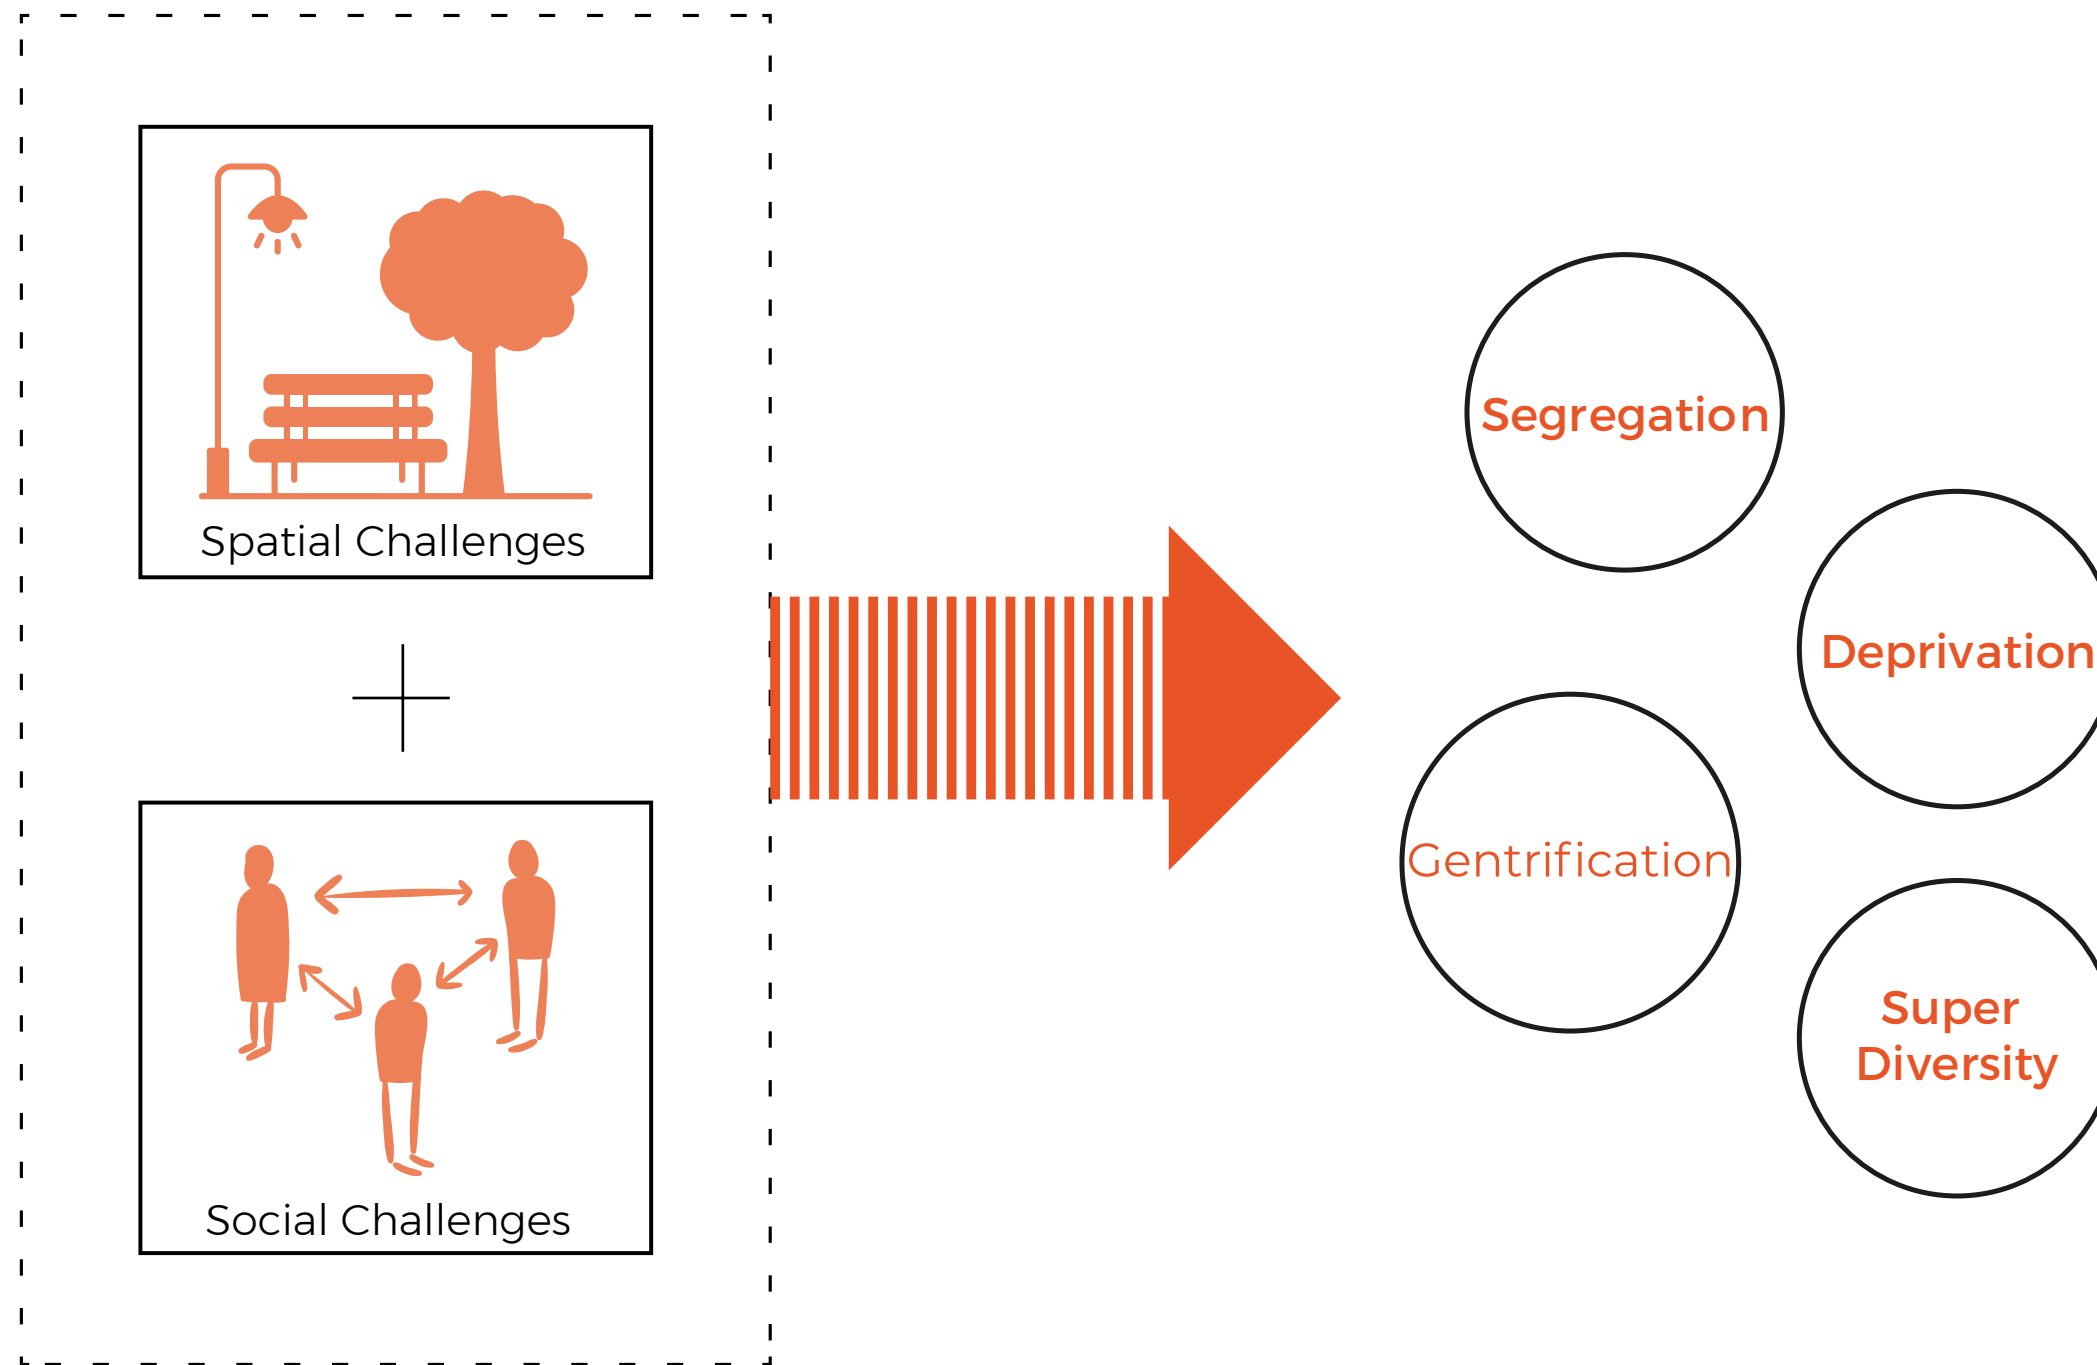 Spatial Challenges
Social Challenges
Segregation
Deprivation
Gentrification
Super
Diversity